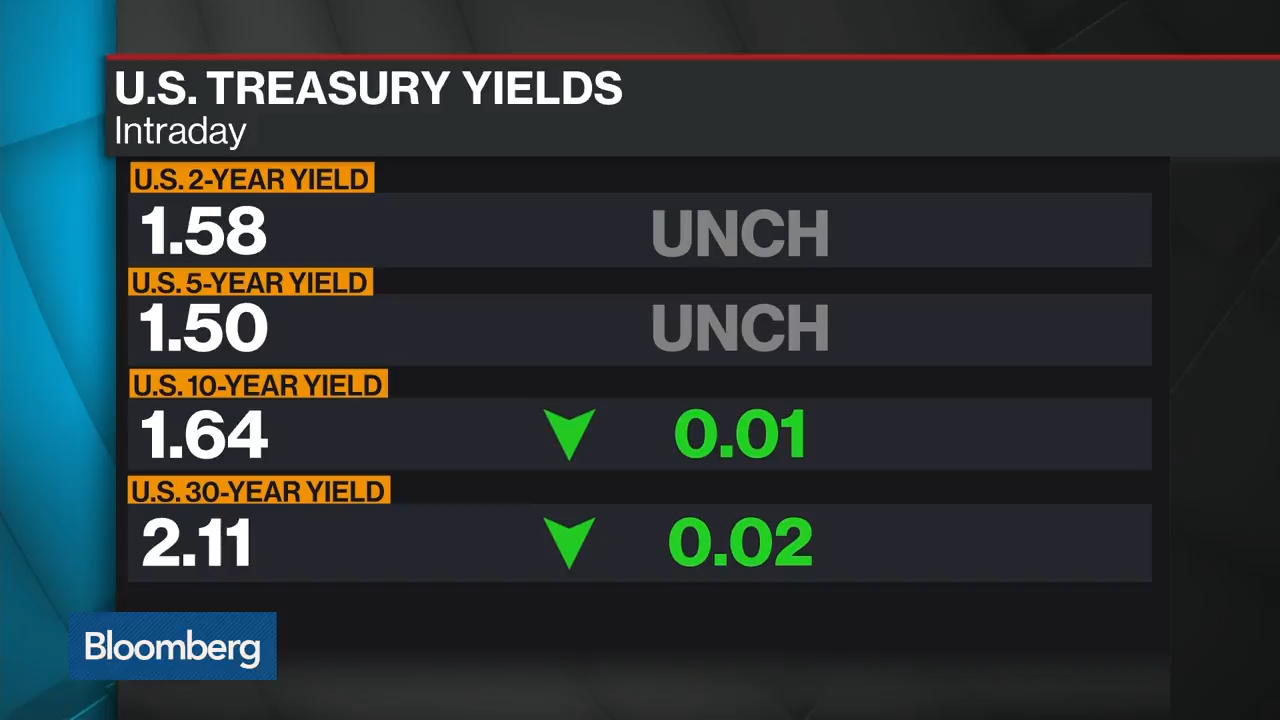 U.S. TREASURY YIELDS
Intraday
U.S. 2-YEAR YIELD
1.58 UNCH
U.S. 5-YEAR YIELD
1.50 UNCH
U.S. 10-YEAR YIELD
1.64 0.01
U.S. 30-YEAR YIELD
2.11 0.02
Bloomberg